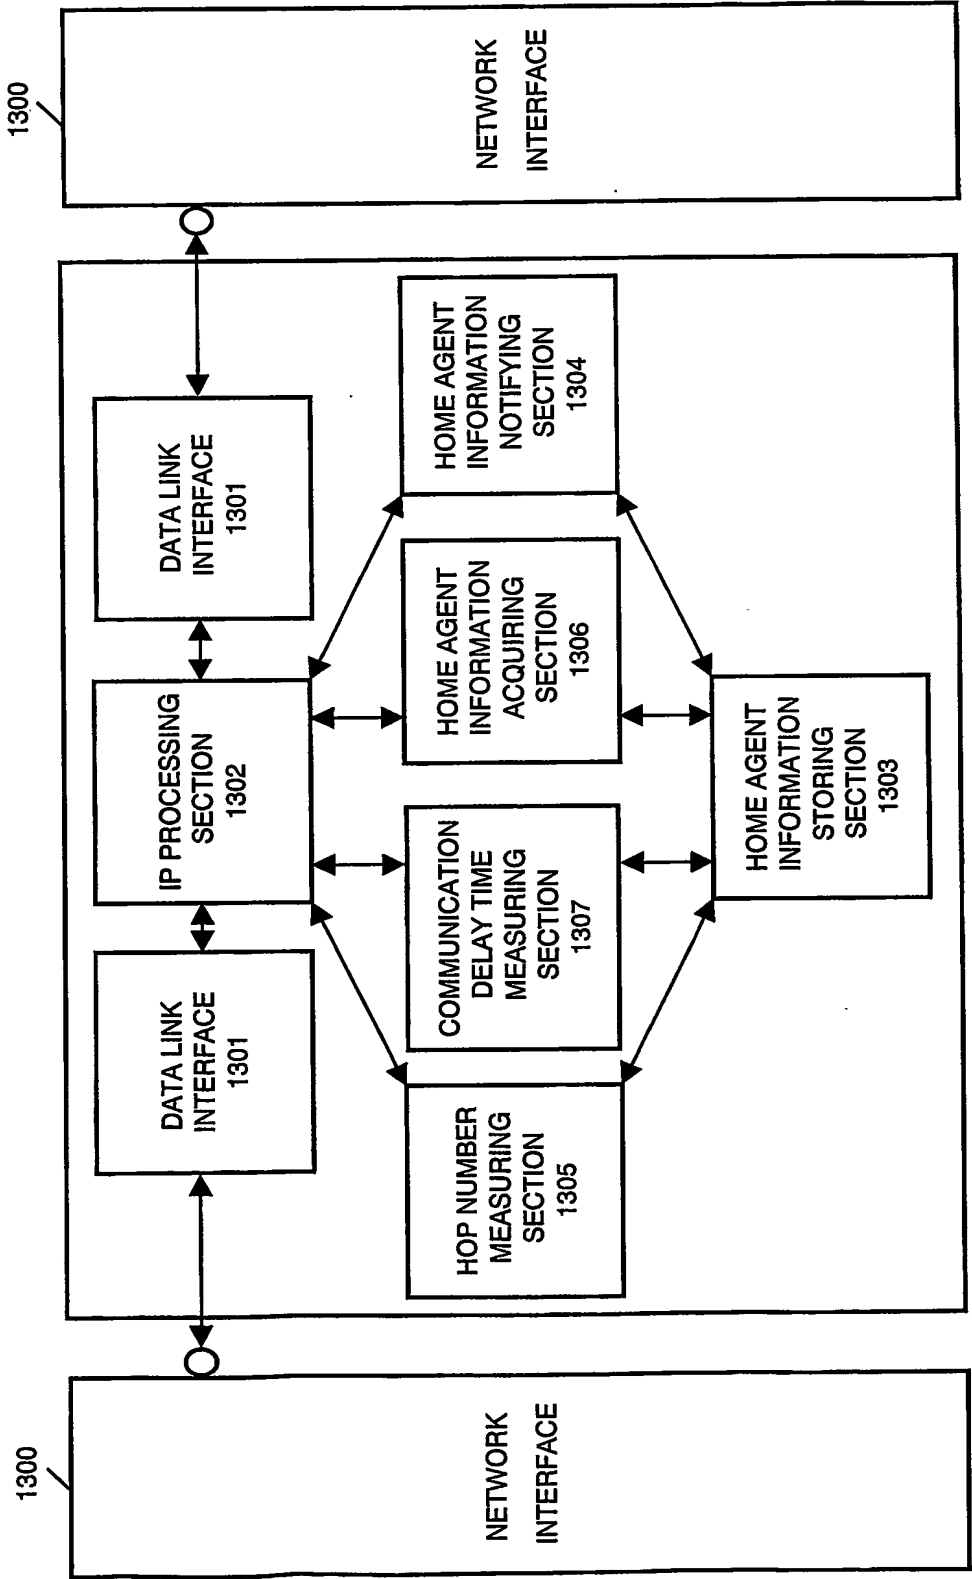 1300
NETWORK
INTERFACE
DATA LINK
INTERFACE
1301
IP PROCESSING
SECTION
1302
DATA LINK
INTERFACE
1301
HOP NUMBER
MEASURING
SECTION
1305
COMMUNICATION
DELAY TIME
MEASURING
SECTION
1307
HOME AGENT
INFORMATION
ACQUIRING
SECTION
1306
HOME AGENT
INFORMATION
NOTIFYING
SECTION
1304
HOME AGENT
INFORMATION
STORING
SECTION
1303
1300
NETWORK
INTERFACE